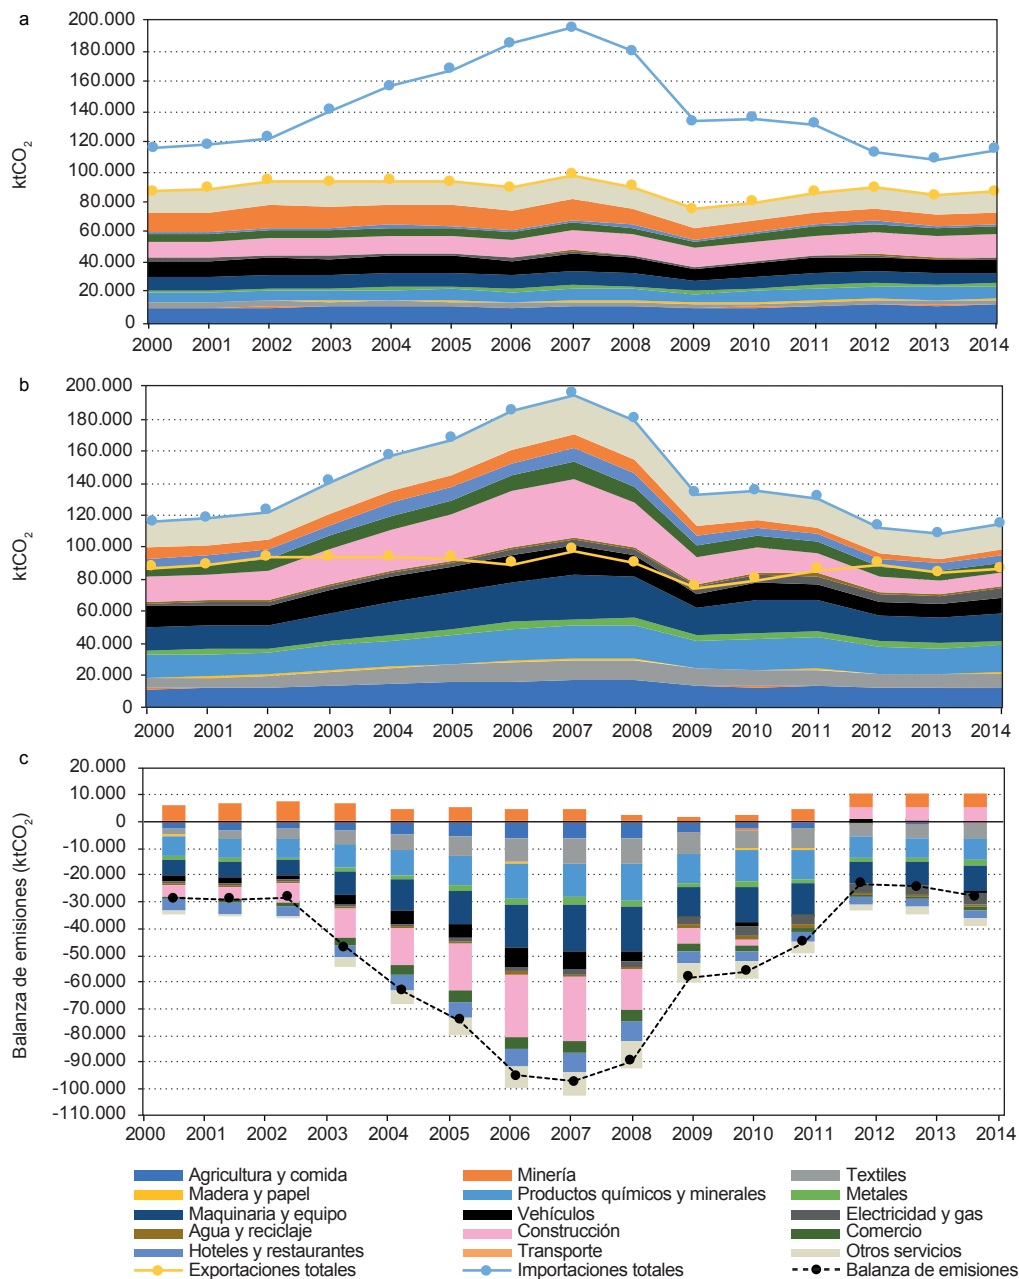 a
200.000
180.000
160.000
140.000
120.000
100.000
80.000
60.000
40.000
20.000
0
ktCO2
2000 2001 2002 2003 2004 2005 2006 2007 2008 2009 2010 2011 2012 2013 2014
b
200.000
180.000
160.000
140.000
120.000
100.000
80.000
60.000
40.000
20.000
0
ktCO2
2000 2001 2002 2003 2004 2005 2006 2007 2008 2009 2010 2011 2012 2013 2014
c
20.000
10.000
0
-10.000
-20.000
-30.000
-40.000
-50.000
-60.000
-70.000
-80.000
-90.000
-100.000
-110.000
Balanza de emisiones (ktCO2)
2000 2001 2002 2003 2004 2005 2006 2007 2008 2009 2010 2011 2012 2013 2014
Agricultura y comida Minería Textiles
Madera y papel Productos químicos y minerales Metales
Maquinaria y equipo Vehículos Electricidad y gas
Agua y reciclaje Construcción Comercio
Hoteles y restaurantes Transporte Otros servicios
Exportaciones totales Importaciones totales Balanza de emisiones